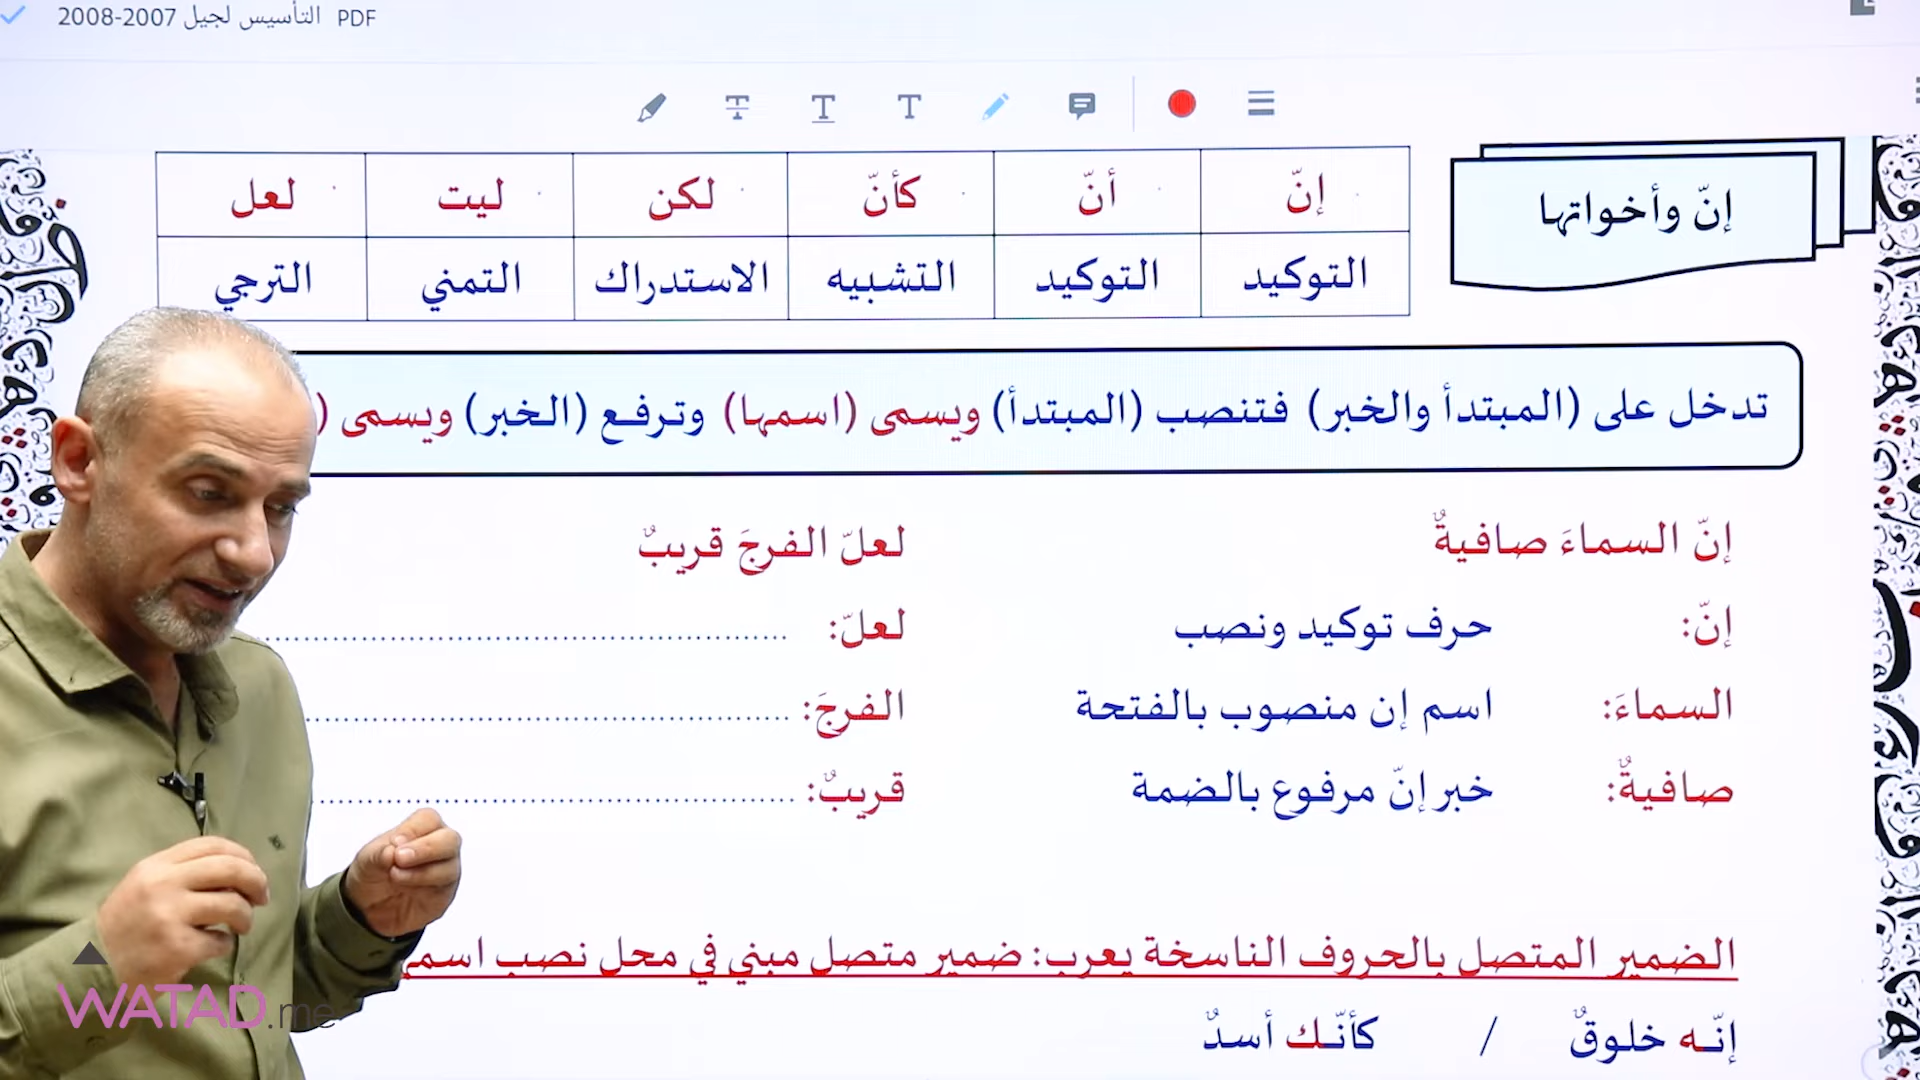 التأسيس لجيل 2007-2008 PDF
إنّ وأخواتها
إنّ أنّ كأنّ لكن ليت لعل
التوكيد التوكيد التشبيه الاستدراك التمني الترجي
تدخل على (المبتدأ والخبر) فتنصب (المبتدأ) ويسمى (اسمها) وترفع (الخبر) ويسمى (
إنّ السماءَ صافيةٌ لعلّ الفرجَ قريبٌ
إنّ: حرف توكيد ونصب لعلّ: ................
السماءَ: اسم إن منصوب بالفتحة الفرجَ: ................
صافيةٌ: خبر إنّ مرفوع بالضمة قريبٌ: ................
الضمير المتصل بالحروف الناسخة يعرب: ضمير متصل مبني في محل نصب اسم
إنّـه خلوقٌ / كأنّـك أسدٌ
WATAD.me